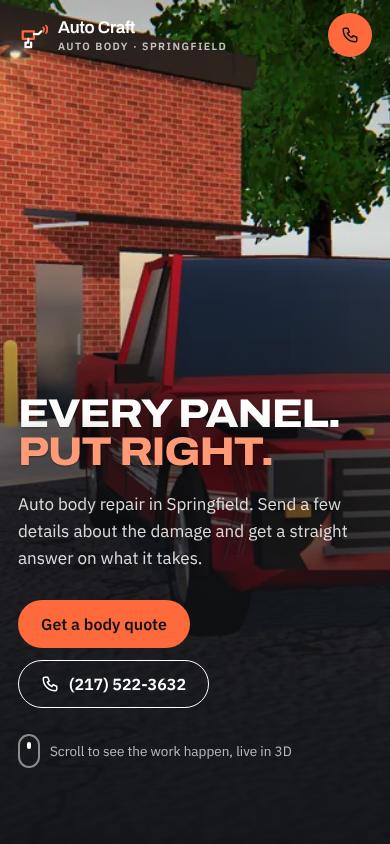 Auto Craft
AUTO BODY · SPRINGFIELD
EVERY PANEL.
PUT RIGHT.
Auto body repair in Springfield. Send a few
details about the damage and get a straight
answer on what it takes.
Get a body quote
(217) 522-3632
Scroll to see the work happen, live in 3D